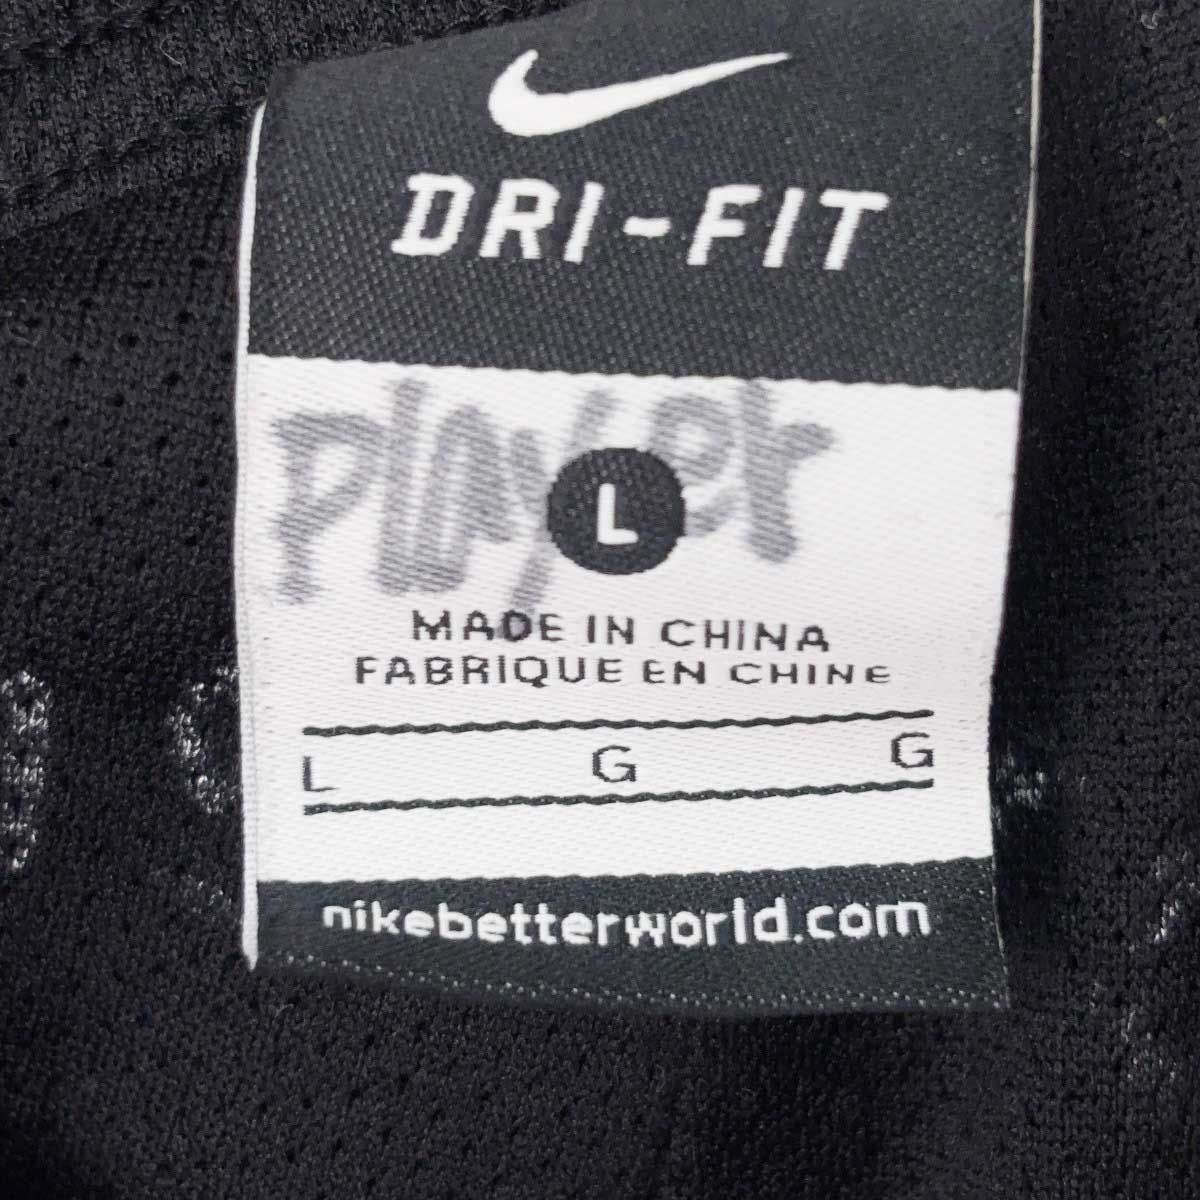 DRI-FIT
Player
L
MADE IN CHINA
FABRIQUE EN CHINE
L G G
nikebetterworld.com